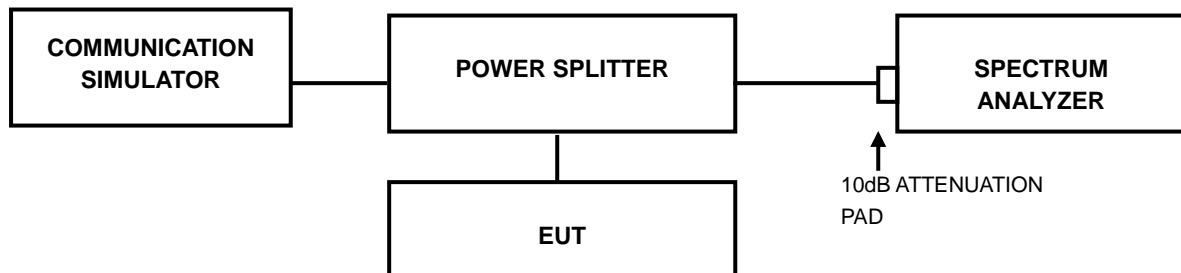 COMMUNICATION
SIMULATOR
POWER SPLITTER
SPECTRUM
ANALYZER
10dB ATTENUATION
PAD
EUT